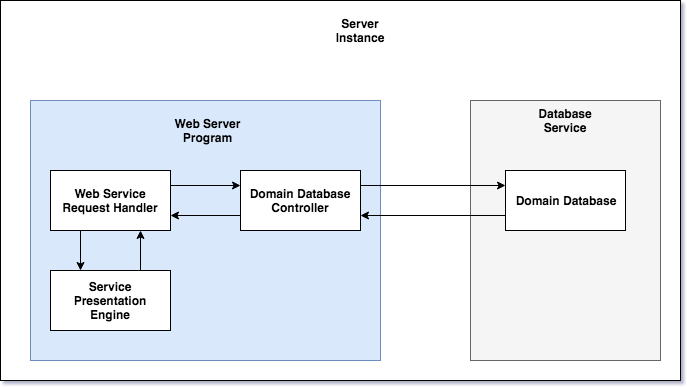 Server
Instance
Web Server
Program
Database
Service
Web Service
Request Handler
Domain Database
Controller
Domain Database
Service
Presentation
Engine